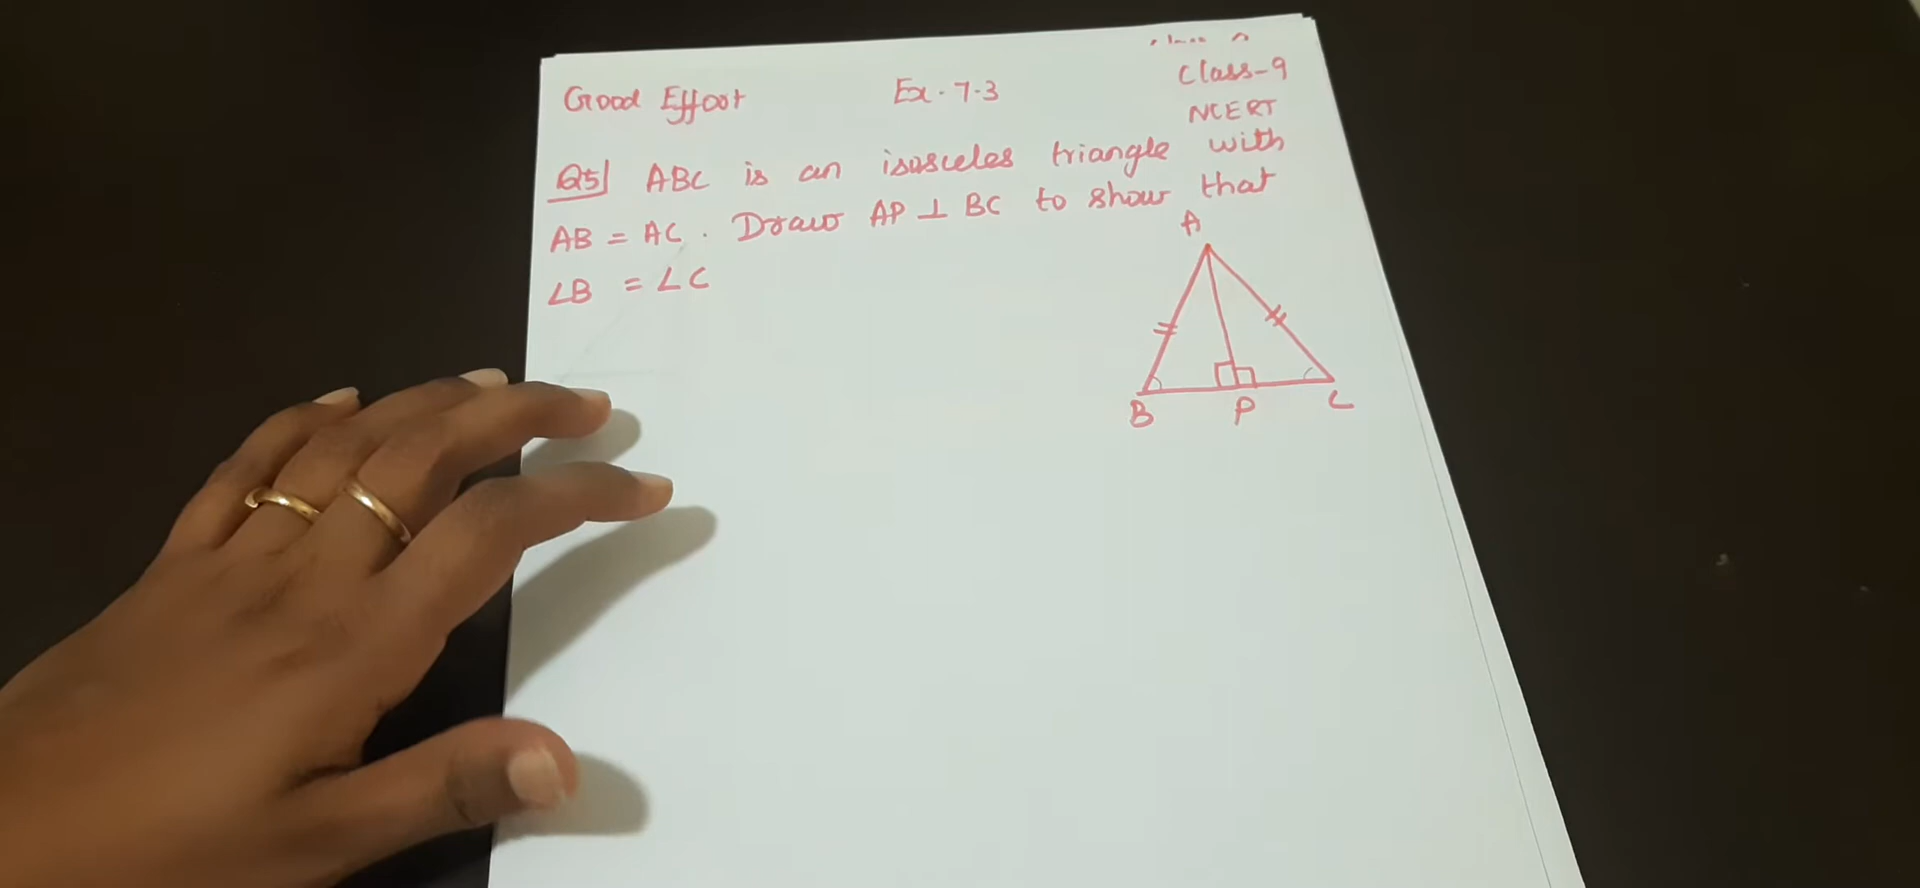 Good Effort
Ex. 7.3
Class-9
NCERT
Q5| ABC is an isosceles triangle with
AB = AC. Draw AP ⊥ BC to show that
∠B = ∠C
A
B
P
C